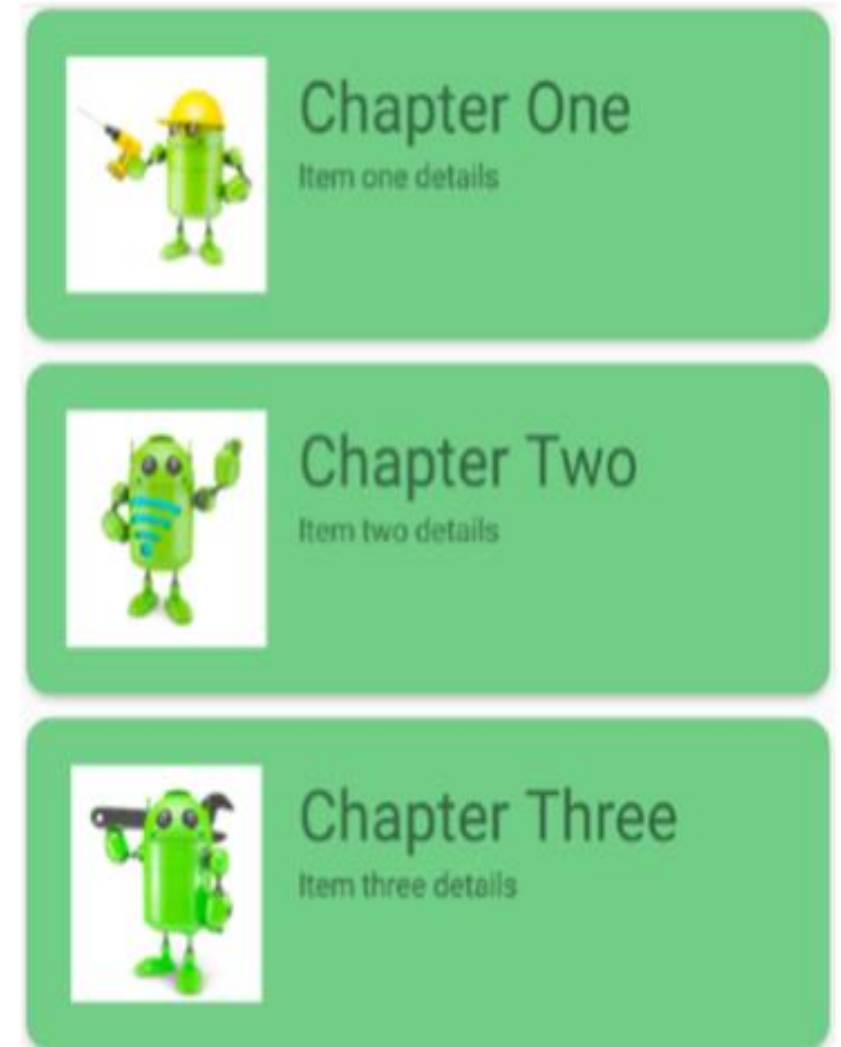 Chapter One
Item one details
Chapter Two
Item two details
Chapter Three
Item three details